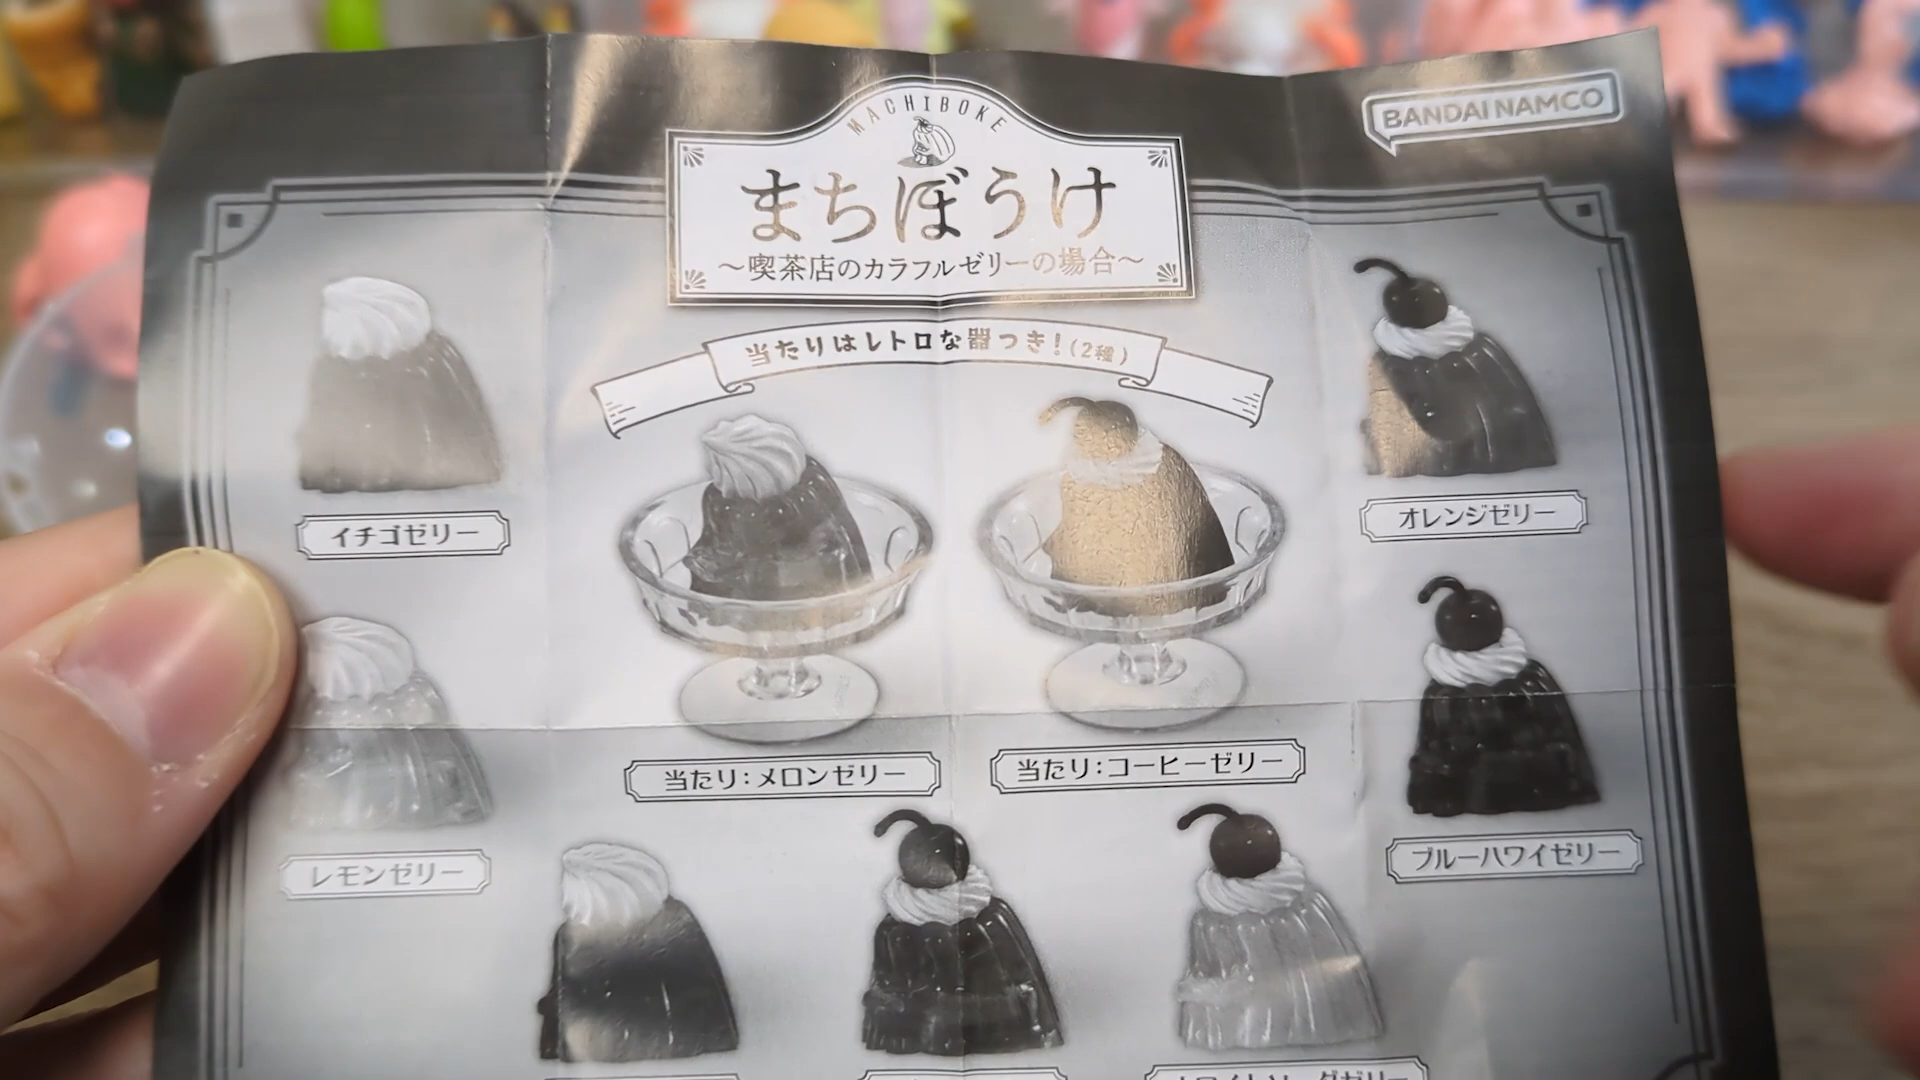 BANDAI NAMCO
MACHIBOKE
まちぼうけ
～喫茶店のカラフルゼリーの場合～
当たりはレトロな器つき!(2種)
イチゴゼリー
オレンジゼリー
当たり:メロンゼリー
当たり:コーヒーゼリー
レモンゼリー
ブルーハワイゼリー